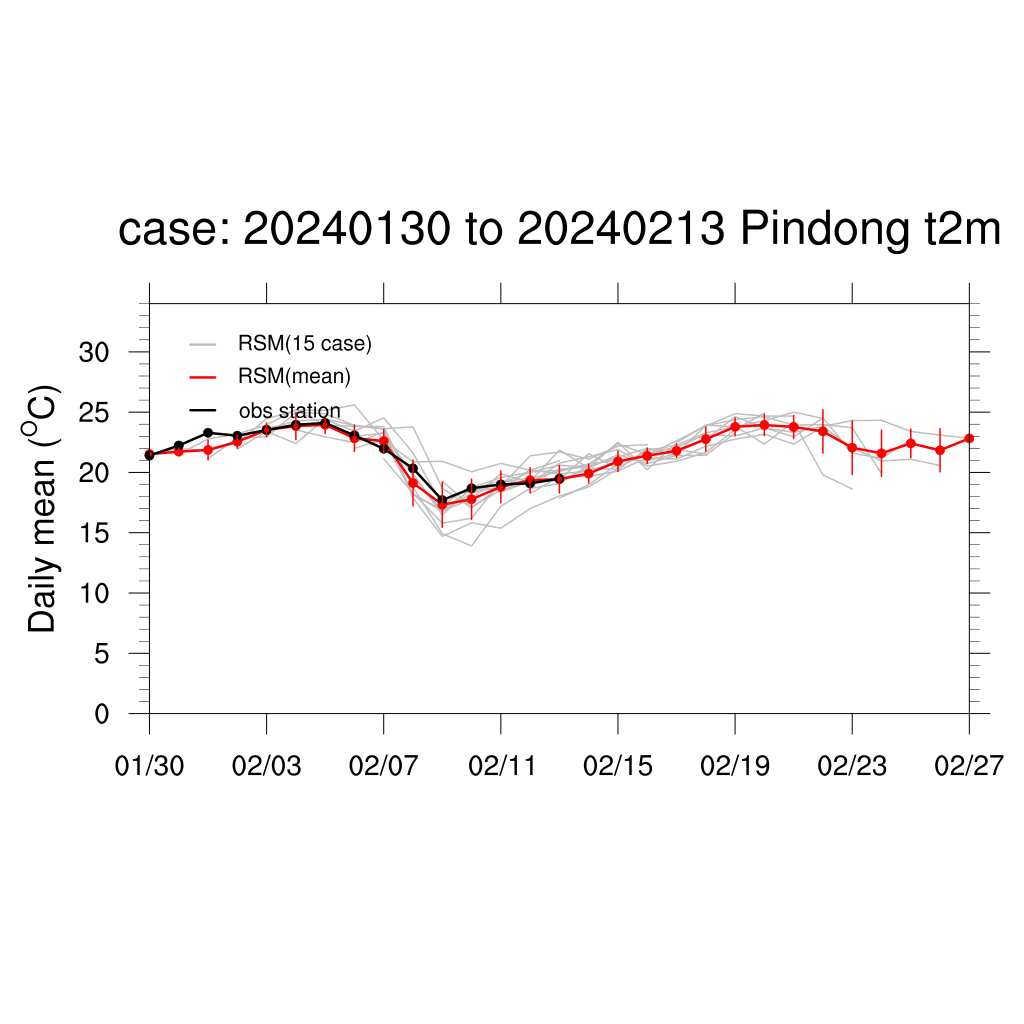 case: 20240130 to 20240213 Pindong t2m
RSM(15 case)
RSM(mean)
obs station
Daily mean (°C)
30
25
20
15
10
5
0
01/30 02/03 02/07 02/11 02/15 02/19 02/23 02/27